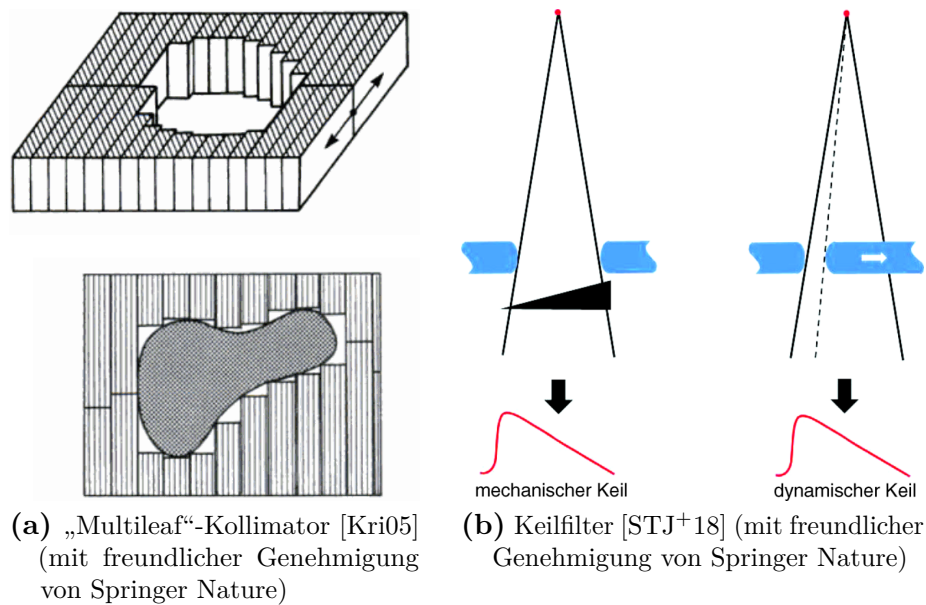 mechanischer Keil
dynamischer Keil
(a) „Multileaf“-Kollimator [Kri05]
(mit freundlicher Genehmigung
von Springer Nature)
(b) Keilfilter [STJ+18] (mit freundlicher
Genehmigung von Springer Nature)